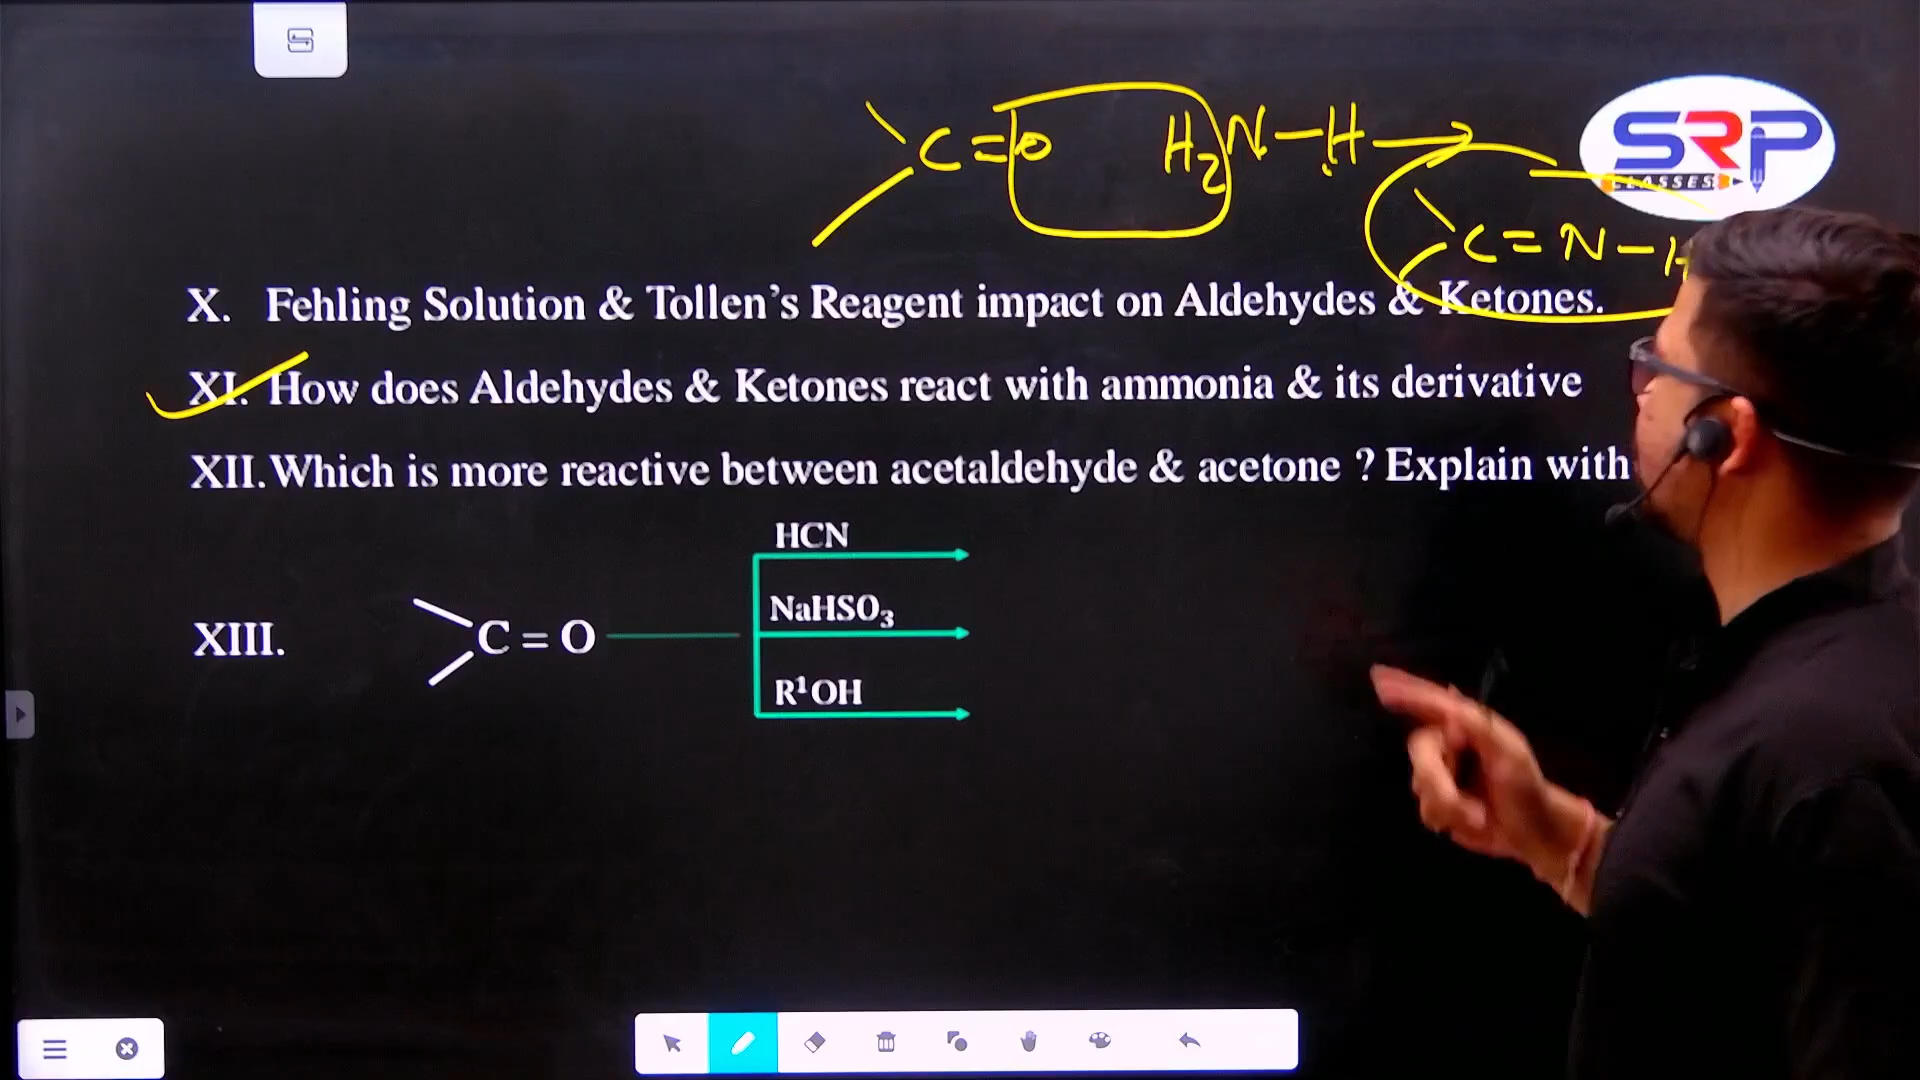 C=O H₂N–H →
SRP
CLASSES
C=N–H
X. Fehling Solution & Tollen's Reagent impact on Aldehydes & Ketones.
XI. How does Aldehydes & Ketones react with ammonia & its derivative
XII. Which is more reactive between acetaldehyde & acetone ? Explain with
HCN
NaHSO₃
XIII. C = O
R¹OH